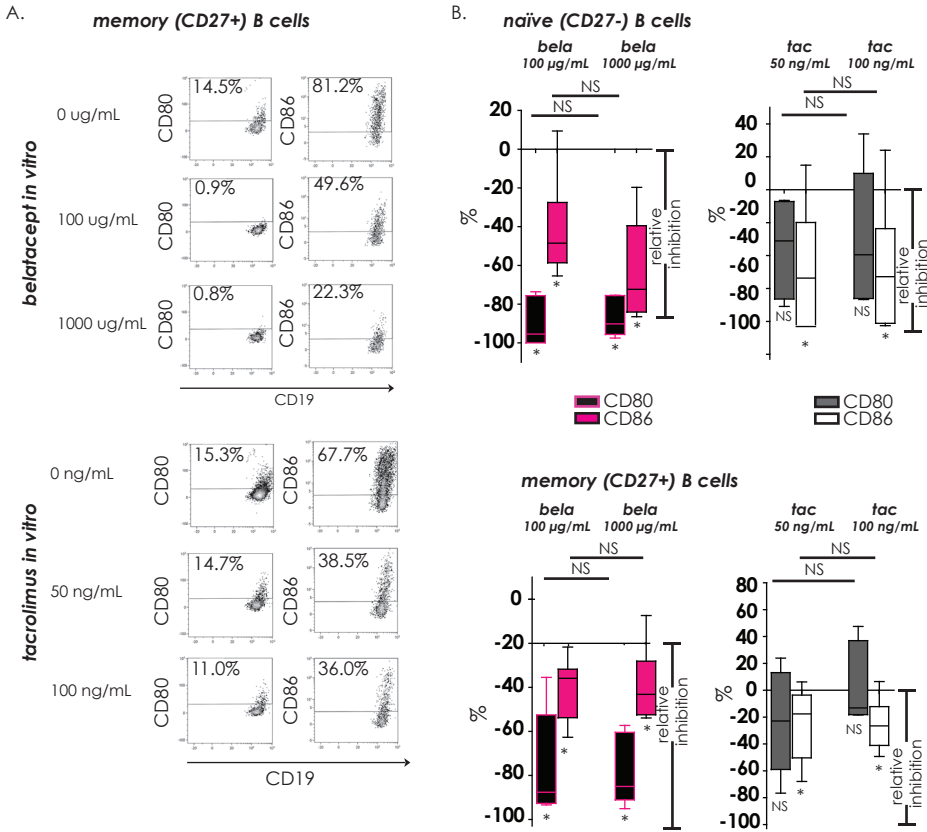 A.
memory (CD27+) B cells
belatacept in vitro
0 ug/mL
CD80
14.5%
CD86
81.2%
100 ug/mL
CD80
0.9%
CD86
49.6%
1000 ug/mL
CD80
0.8%
CD86
22.3%
CD19
tacrolimus in vitro
0 ng/mL
CD80
15.3%
CD86
67.7%
50 ng/mL
CD80
14.7%
CD86
38.5%
100 ng/mL
CD80
11.0%
CD86
36.0%
CD19
B.
naïve (CD27-) B cells
bela
100 µg/mL
bela
1000 µg/mL
NS
NS
20
0
-20
-40
-60
-80
-100
%
*
*
*
*
relative
inhibition
CD80
CD86
tac
50 ng/mL
tac
100 ng/mL
NS
NS
40
20
0
-20
-40
-60
-80
-100
%
NS
*
NS
*
relative
inhibition
CD80
CD86
memory (CD27+) B cells
bela
100 µg/mL
bela
1000 µg/mL
NS
NS
0
-20
-40
-60
-80
-100
%
*
*
*
*
relative
inhibition
tac
50 ng/mL
tac
100 ng/mL
NS
NS
80
60
40
20
0
-20
-40
-60
-80
-100
%
NS
*
NS
*
relative
inhibition